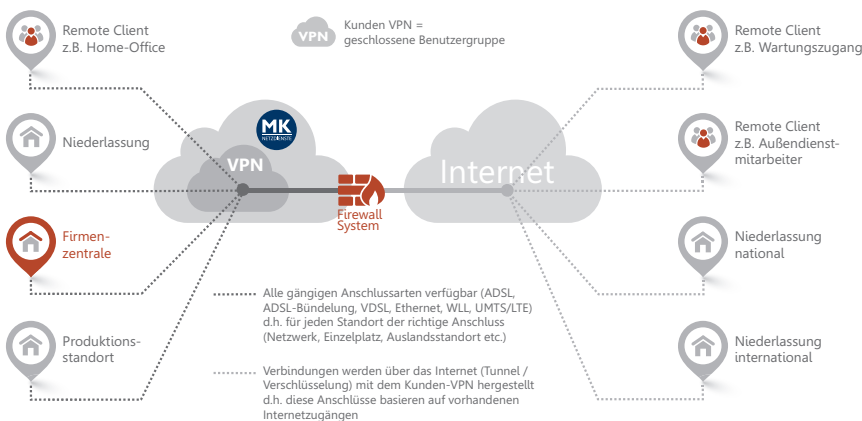 Remote Client
z.B. Home-Office
VPN
Kunden VPN =
geschlossene Benutzergruppe
Remote Client
z.B. Wartungszugang
Niederlassung
MK
NETZDIENSTE
VPN
Internet
Remote Client
z.B. Außendienst-
mitarbeiter
Firmen-
zentrale
Firewall
System
Niederlassung
national
Produktions-
standort
Alle gängigen Anschlussarten verfügbar (ADSL,
ADSL-Bündelung, VDSL, Ethernet, WLL, UMTS/LTE)
d.h. für jeden Standort der richtige Anschluss
(Netzwerk, Einzelplatz, Auslandsstandort etc.)
Niederlassung
international
Verbindungen werden über das Internet (Tunnel /
Verschlüsselung) mit dem Kunden-VPN hergestellt
d.h. diese Anschlüsse basieren auf vorhandenen
Internetzugängen